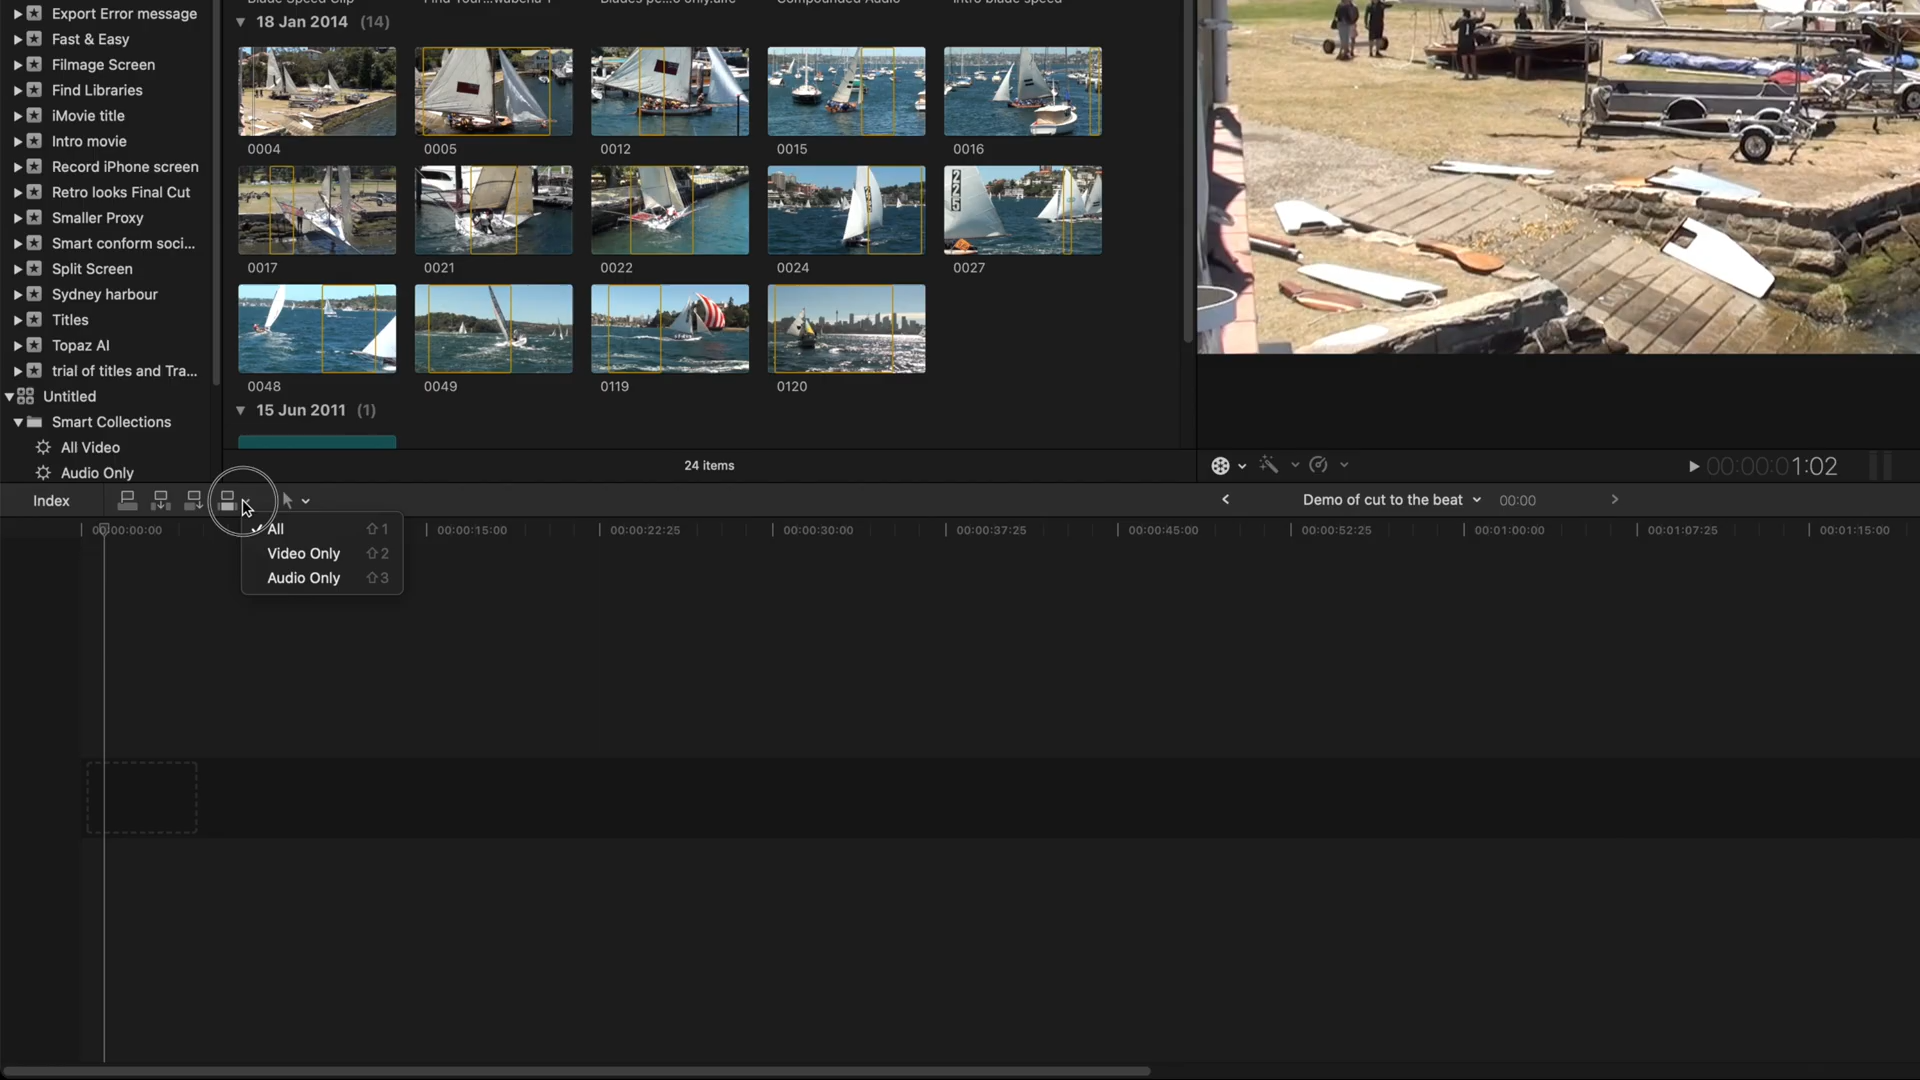 Export Error message
Fast & Easy
Filmage Screen
Find Libraries
iMovie title
Intro movie
Record iPhone screen
Retro looks Final Cut
Smaller Proxy
Smart conform soci...
Split Screen
Sydney harbour
Titles
Topaz AI
trial of titles and Tra...
Untitled
Smart Collections
All Video
Audio Only
18 Jan 2014 (14)
0004
0005
0012
0015
0016
0017
0021
0022
0024
225
0027
0048
0049
0119
0120
15 Jun 2011 (1)
24 items
00:00:01:02
Index
Demo of cut to the beat
00:00
00:00:00:00
00:00:15:00
00:00:22:25
00:00:30:00
00:00:37:25
00:00:45:00
00:00:52:25
00:01:00:00
00:01:07:25
00:01:15:00
All ⇧1
Video Only ⇧2
Audio Only ⇧3